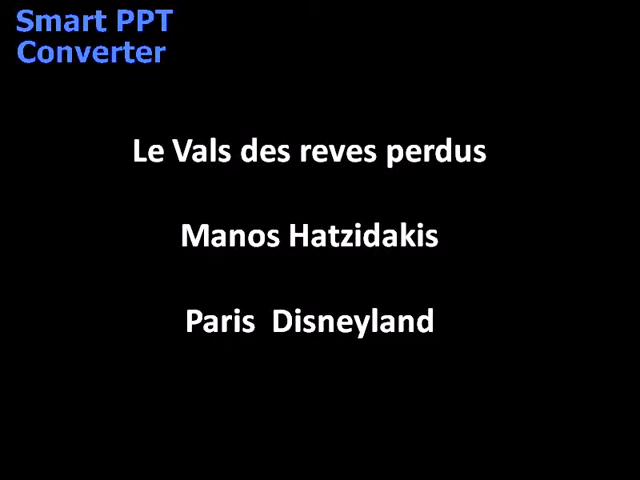 Smart PPT
Converter
Le Vals des reves perdus
Manos Hatzidakis
Paris  Disneyland